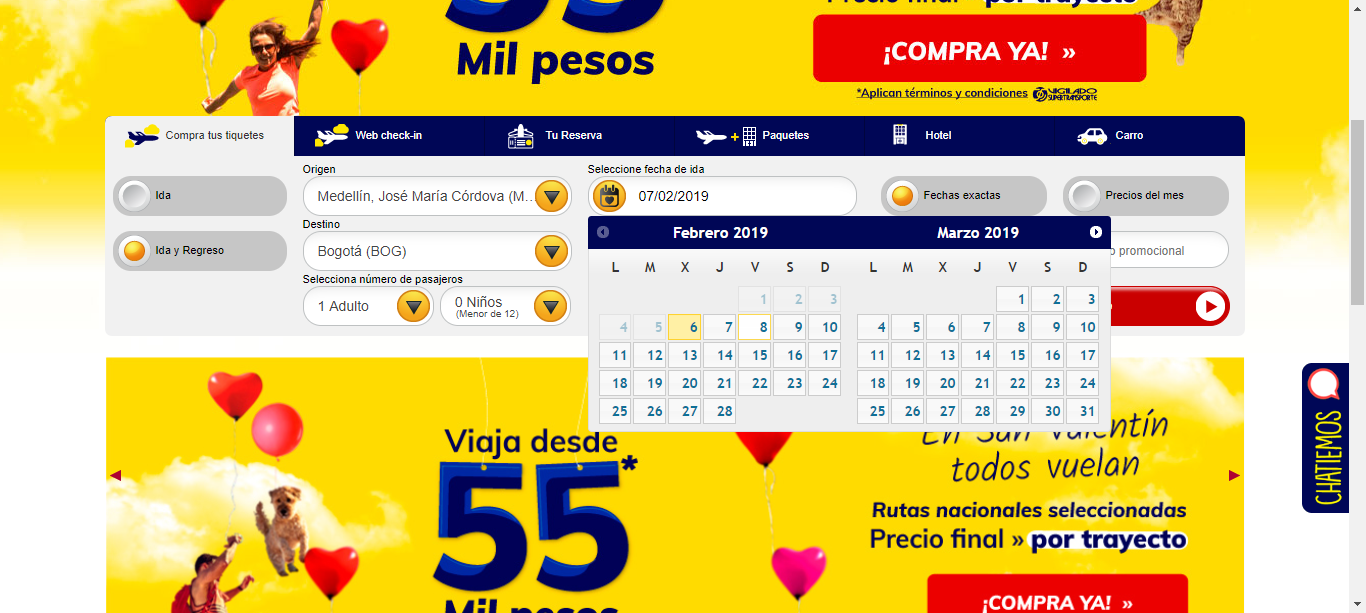 55
Precio final » por trayecto
Mil pesos
¡COMPRA YA! »
*Aplican términos y condiciones VIGILADO SUPERTRANSPORTE
Compra tus tiquetes
Web check-in
Tu Reserva
Paquetes
Hotel
Carro
Origen
Seleccione fecha de ida
Ida
Medellín, José María Córdova (M...
07/02/2019
Fechas exactas
Precios del mes
Destino
Ida y Regreso
Bogotá (BOG)
o promocional
Selecciona número de pasajeros
1 Adulto
0 Niños
(Menor de 12)
Febrero 2019
L M X J V S D
1 2 3
4 5 6 7 8 9 10
11 12 13 14 15 16 17
18 19 20 21 22 23 24
25 26 27 28
Marzo 2019
L M X J V S D
1 2 3
4 5 6 7 8 9 10
11 12 13 14 15 16 17
18 19 20 21 22 23 24
25 26 27 28 29 30 31
Viaja desde
55*
Mil pesos
En San Valentín
todos vuelan
Rutas nacionales seleccionadas
Precio final » por trayecto
¡COMPRA YA! »
CHATIEMOS